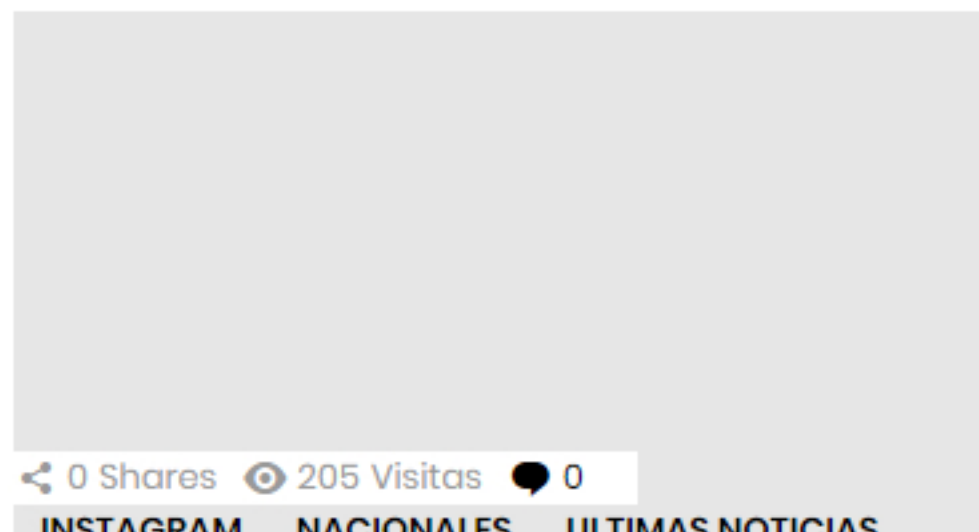 0 Shares 205 Visitas 0
INSTAGRAM NACIONALES ULTIMAS NOTICIAS